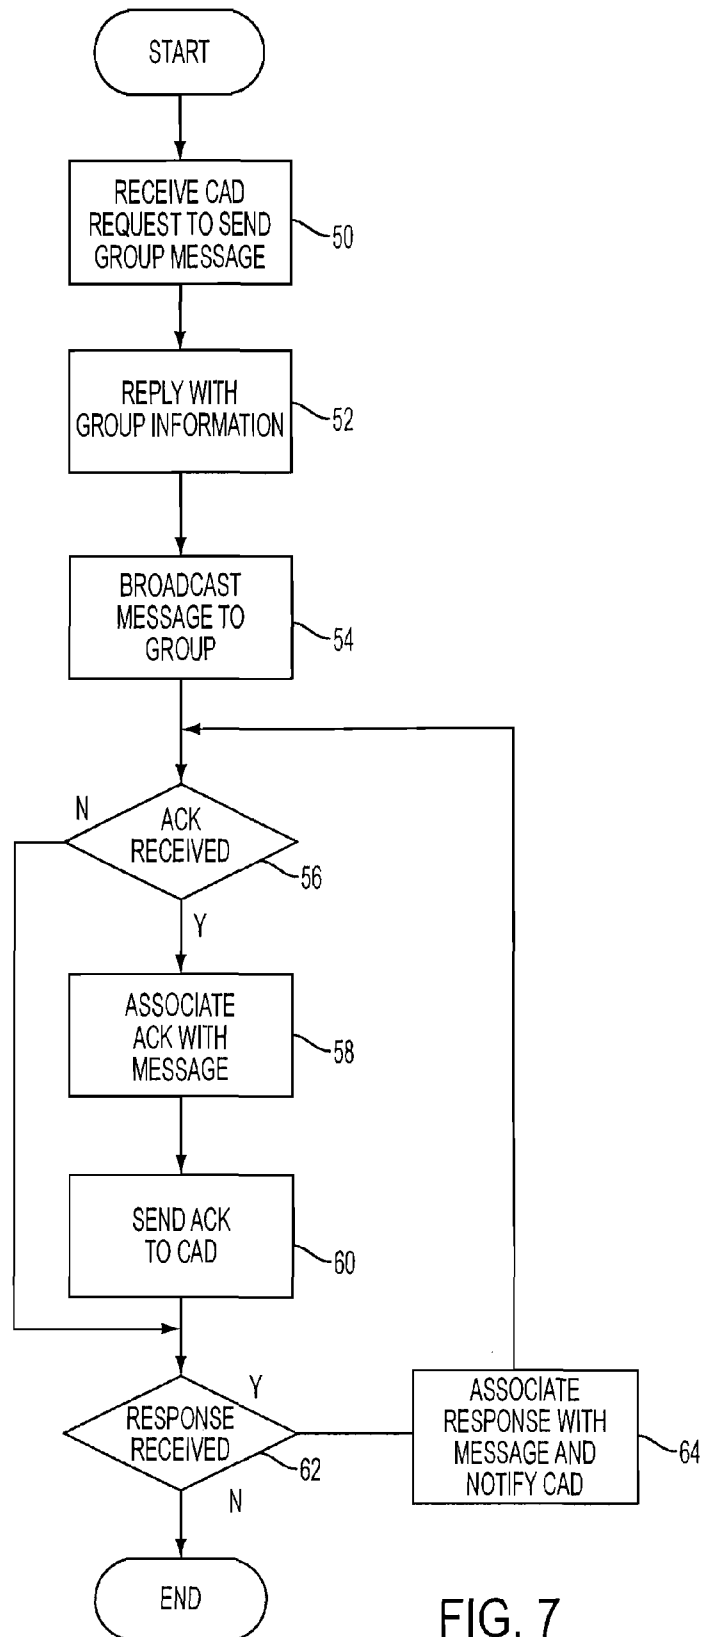 START
RECEIVE CAD
REQUEST TO SEND
GROUP MESSAGE
50
REPLY WITH
GROUP INFORMATION
52
BROADCAST
MESSAGE TO
GROUP
54
N
ACK
RECEIVED
56
Y
ASSOCIATE
ACK WITH
MESSAGE
58
SEND ACK
TO CAD
60
Y
RESPONSE
RECEIVED
62
N
ASSOCIATE
RESPONSE WITH
MESSAGE AND
NOTIFY CAD
64
END
FIG. 7